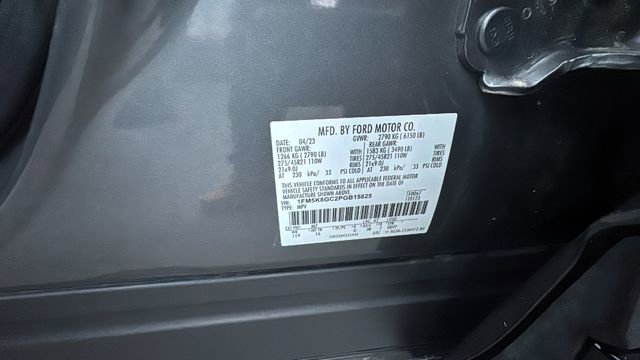 MFD. BY FORD MOTOR CO.
DATE: 04/23 GVWR: 2790 KG ( 6150 LB)
FRONT GAWR: REAR GAWR:
1266 KG ( 2790 LB) WITH 1583 KG ( 3490 LB) WITH
275/45R21 110W TIRES 275/45R21 110W TIRES
21x9.0J RIMS 21x9.0J RIMS
AT 230 kPa/ 33 PSI COLD AT 230 kPa/ 33 PSI COLD
THIS VEHICLE CONFORMS TO ALL APPLICABLE FEDERAL MOTOR
VEHICLE SAFETY STANDARDS IN EFFECT ON THE DATE OF MANUFACTURE
SHOWN ABOVE.
VIN: 1FM5K8GC2PGB15825
TYPE: MPV